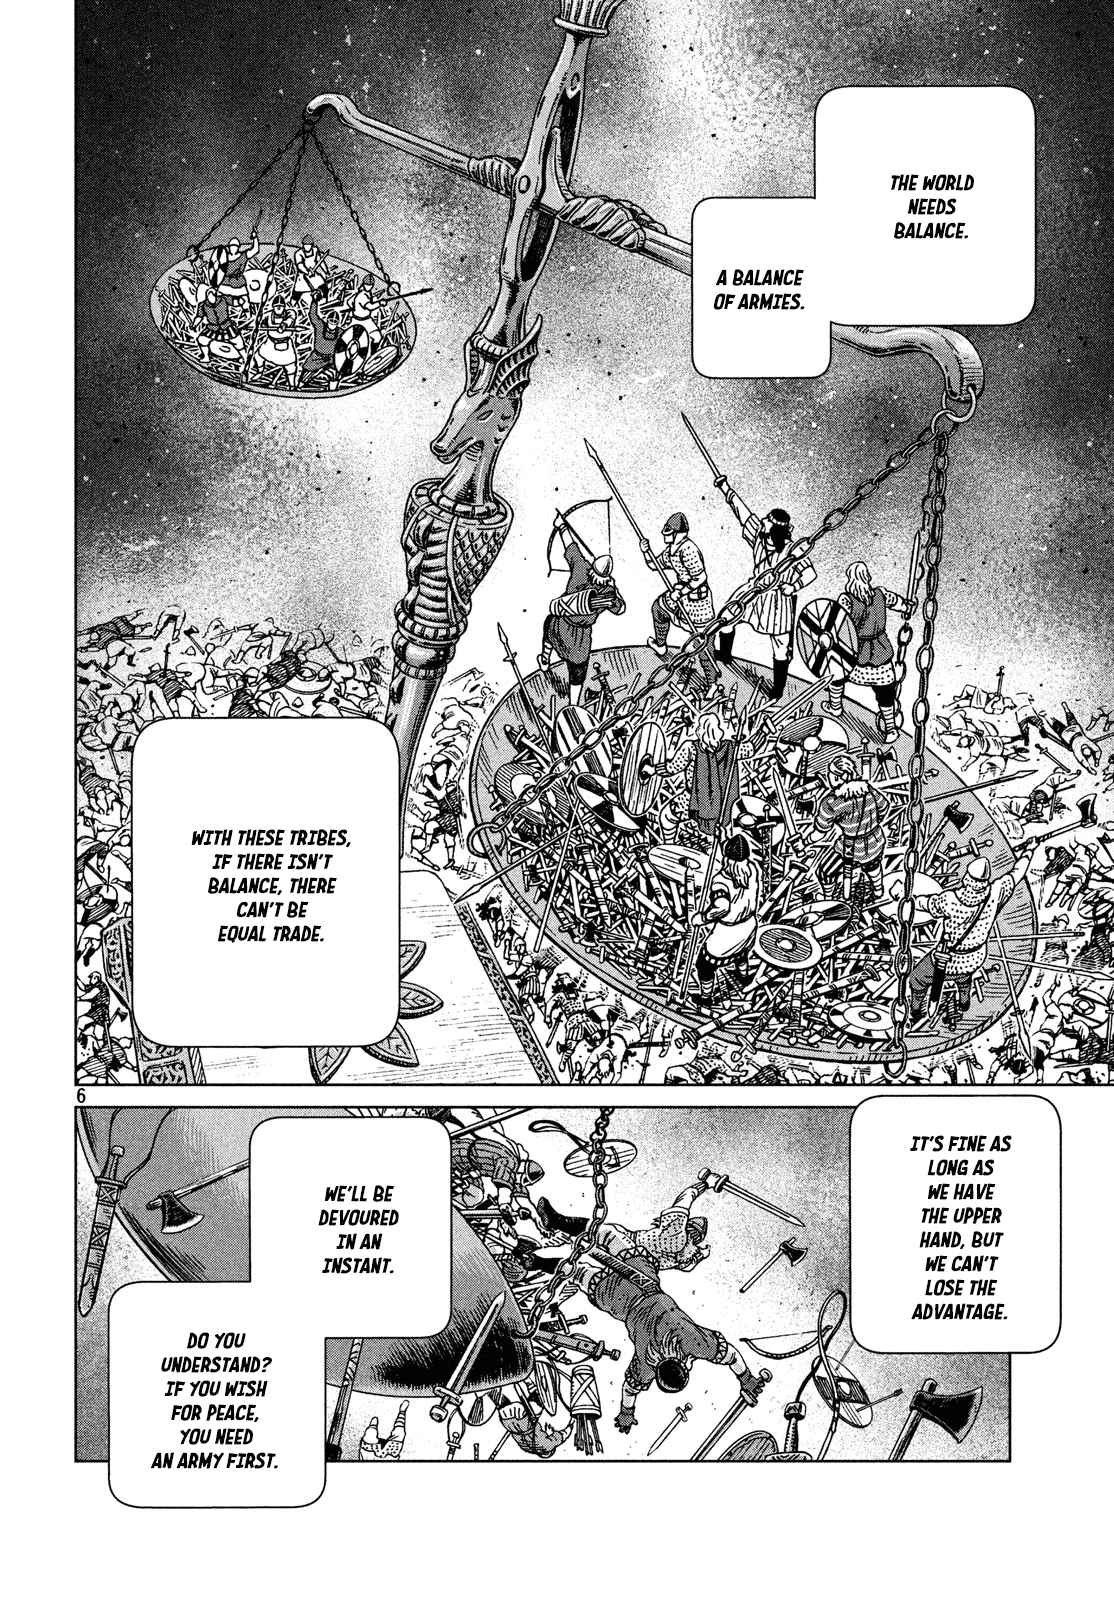 THE WORLD
NEEDS
BALANCE.
A BALANCE
OF ARMIES.
WITH THESE TRIBES,
IF THERE ISN'T
BALANCE, THERE
CAN'T BE
EQUAL TRADE.
6
IT'S FINE AS
LONG AS
WE HAVE
THE UPPER
HAND, BUT
WE CAN'T
LOSE THE
ADVANTAGE.
WE'LL BE
DEVOURED
IN AN
INSTANT.
DO YOU
UNDERSTAND?
IF YOU WISH
FOR PEACE,
YOU NEED
AN ARMY FIRST.